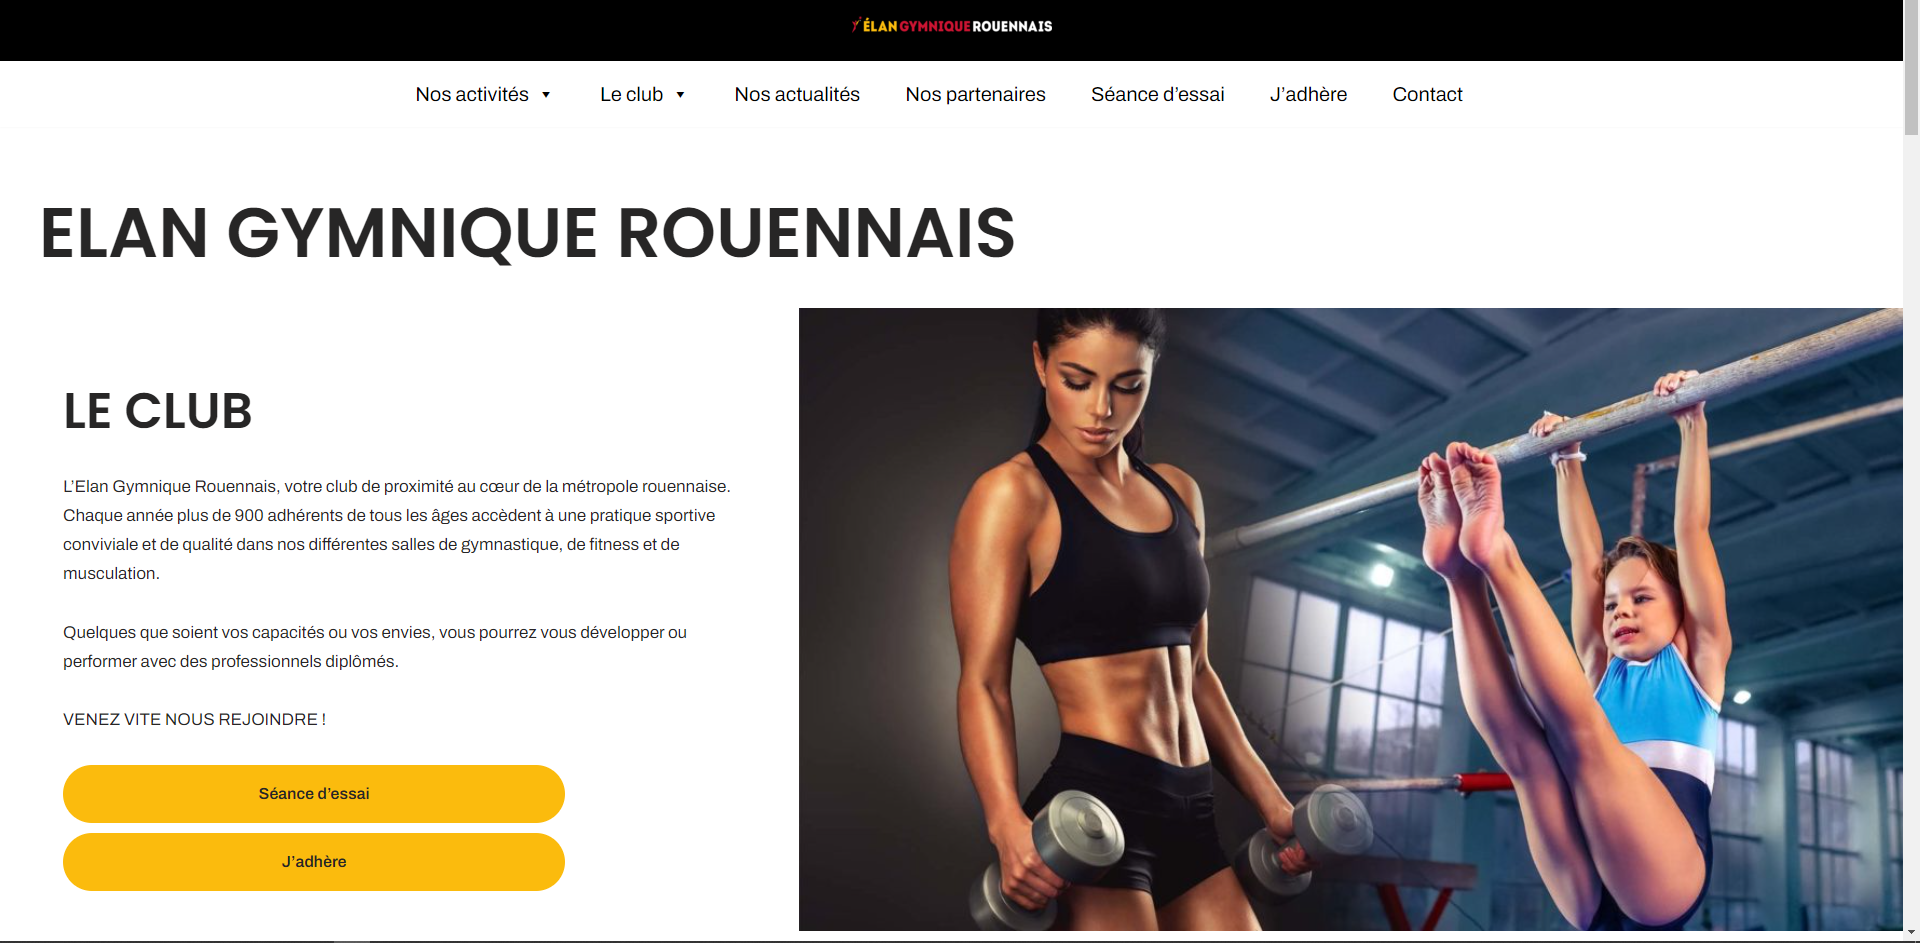 ÉLAN GYMNIQUE ROUENNAIS
Nos activités Le club Nos actualités Nos partenaires Séance d’essai J’adhère Contact
ELAN GYMNIQUE ROUENNAIS
LE CLUB
L’Elan Gymnique Rouennais, votre club de proximité au cœur de la métropole rouennaise.
Chaque année plus de 900 adhérents de tous les âges accèdent à une pratique sportive
conviviale et de qualité dans nos différentes salles de gymnastique, de fitness et de
musculation.
Quelques que soient vos capacités ou vos envies, vous pourrez vous développer ou
performer avec des professionnels diplômés.
VENEZ VITE NOUS REJOINDRE !
Séance d’essai
J’adhère